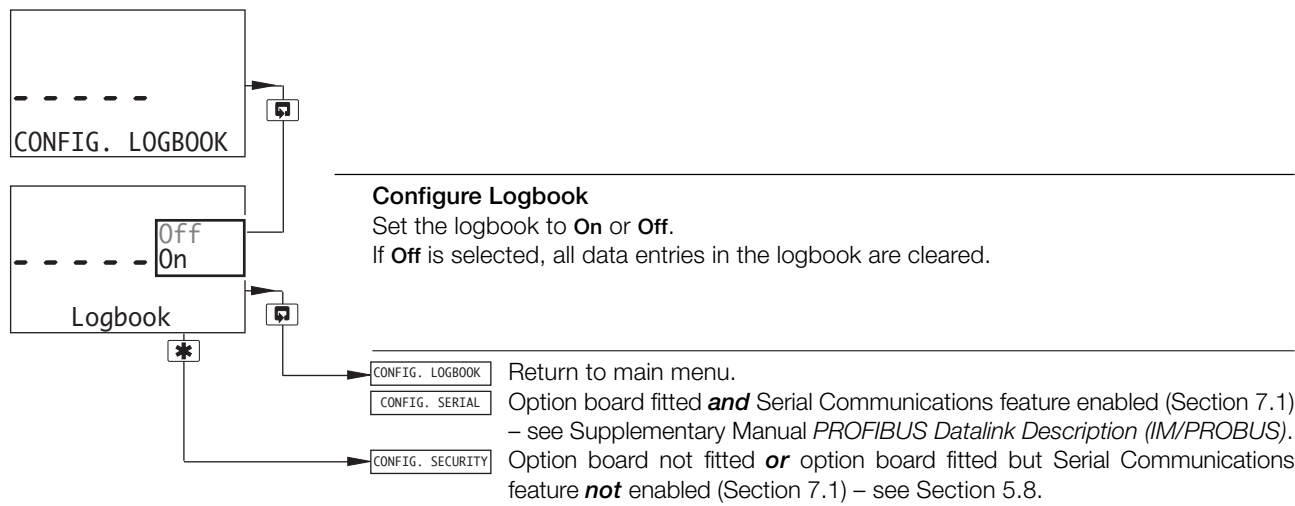 CONFIG. LOGBOOK
Configure Logbook
Set the logbook to On or Off.
If Off is selected, all data entries in the logbook are cleared.
Off
On
Logbook
CONFIG. LOGBOOK Return to main menu.
CONFIG. SERIAL Option board fitted and Serial Communications feature enabled (Section 7.1)
– see Supplementary Manual PROFIBUS Datalink Description (IM/PROBUS).
CONFIG. SECURITY Option board not fitted or option board fitted but Serial Communications
feature not enabled (Section 7.1) – see Section 5.8.